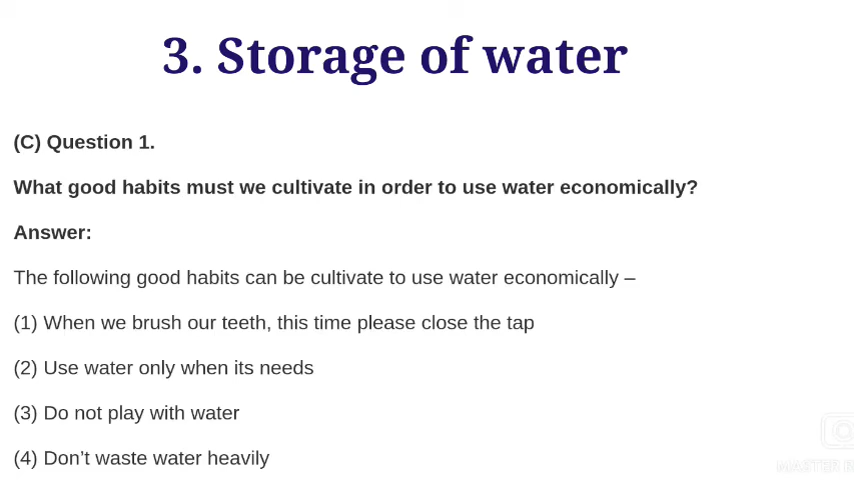 3. Storage of water
(C) Question 1.
What good habits must we cultivate in order to use water economically?
Answer:
The following good habits can be cultivate to use water economically –
(1) When we brush our teeth, this time please close the tap
(2) Use water only when its needs
(3) Do not play with water
(4) Don’t waste water heavily
MASTER